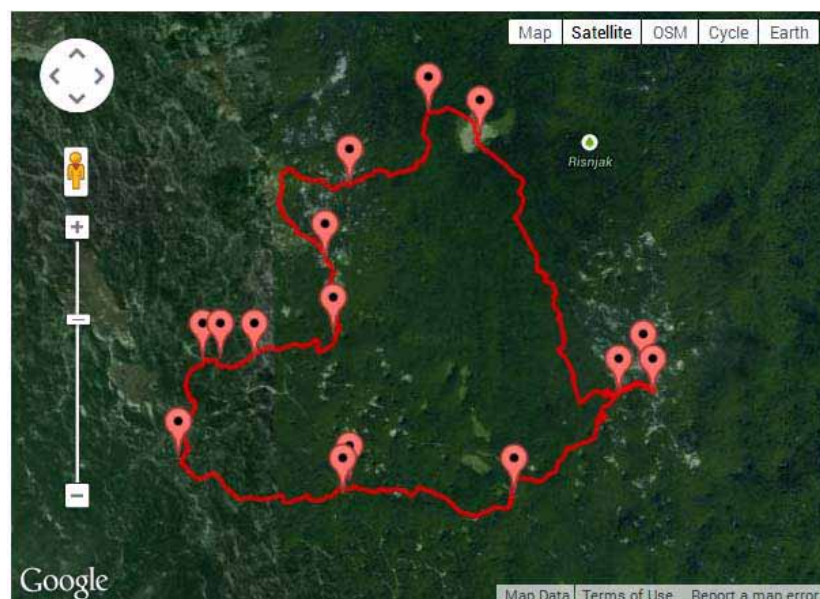 Map Satellite OSM Cycle Earth
Risnjak
Google
Map Data Terms of Use Report a map error